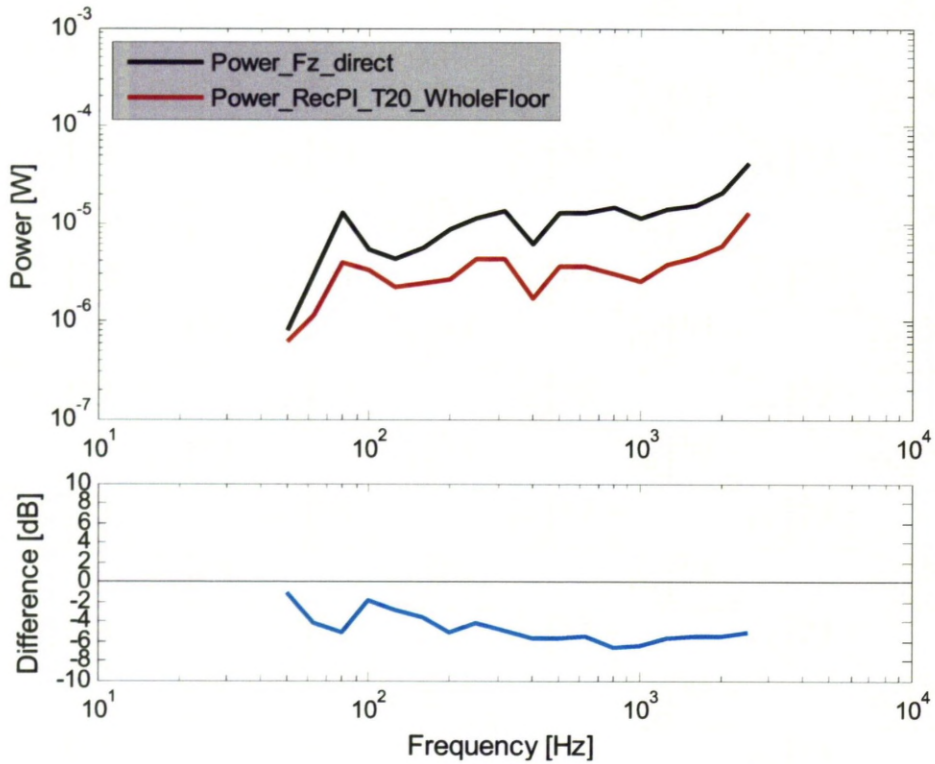 10^-3
Power_Fz_direct
Power_RecPl_T20_WholeFloor
10^-4
Power [W]
10^-5
10^-6
10^-7
10^1 10^2 10^3 10^4
10
8
6
4
2
0
-2
-4
-6
-8
-10
Difference [dB]
10^1 10^2 10^3 10^4
Frequency [Hz]